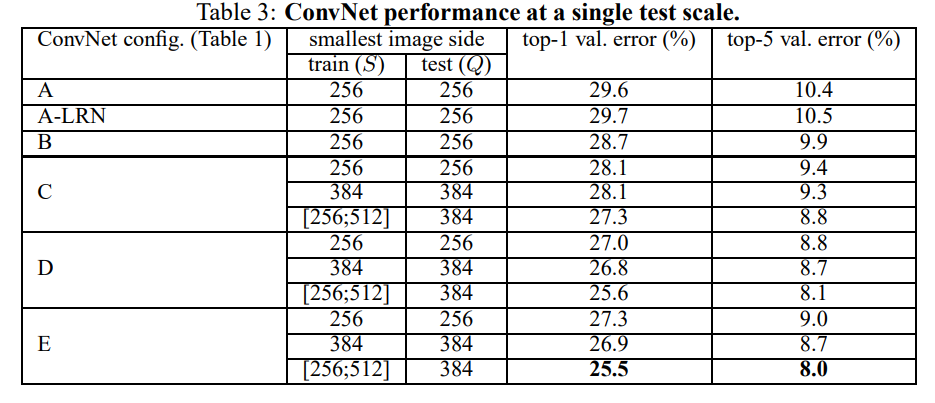 Table 3: ConvNet performance at a single test scale.
ConvNet config. (Table 1) smallest image side top-1 val. error (%) top-5 val. error (%)
train (S) test (Q)
A 256 256 29.6 10.4
A-LRN 256 256 29.7 10.5
B 256 256 28.7 9.9
256 256 28.1 9.4
C 384 384 28.1 9.3
[256;512] 384 27.3 8.8
256 256 27.0 8.8
D 384 384 26.8 8.7
[256;512] 384 25.6 8.1
256 256 27.3 9.0
E 384 384 26.9 8.7
[256;512] 384 25.5 8.0